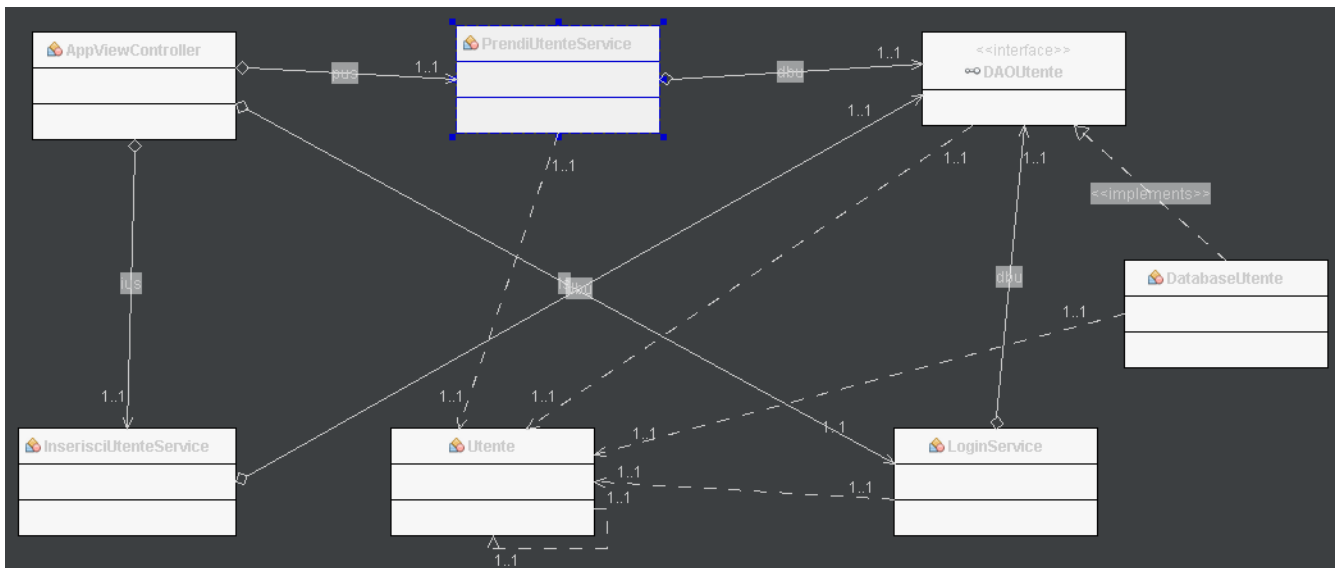 AppViewController
pus
1..1
PrendiUtenteService
dbu
1..1
<<interface>>
DAOUtente
1..1
1..1
1..1
1..1
<<implements>>
ius
dbu
dbu
DatabaseUtente
1..1
1..1
1..1
1..1
1..1
1..1
InserisciUtenteService
Utente
LoginService
1..1
1..1
1..1
1..1